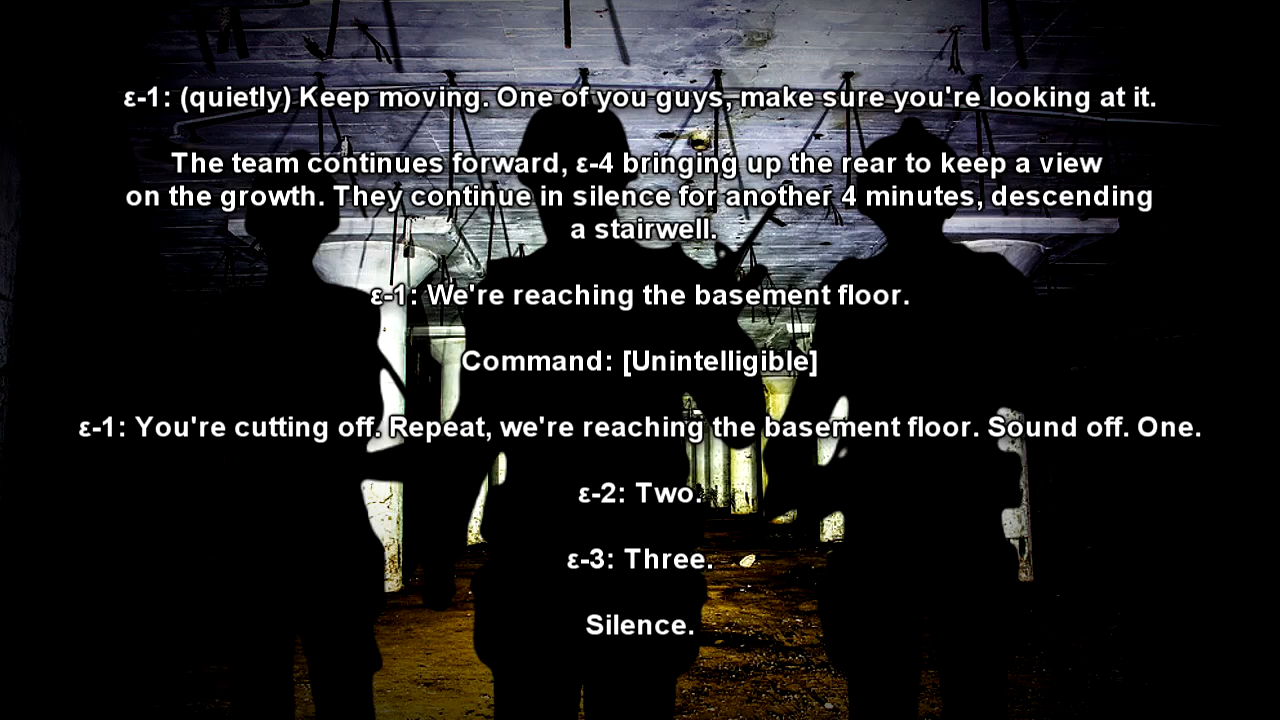 ε-1: (quietly) Keep moving. One of you guys, make sure you're looking at it.
The team continues forward, ε-4 bringing up the rear to keep a view
on the growth. They continue in silence for another 4 minutes, descending
a stairwell.
ε-1: We're reaching the basement floor.
Command: [Unintelligible]
ε-1: You're cutting off. Repeat, we're reaching the basement floor. Sound off. One.
ε-2: Two.
ε-3: Three.
Silence.